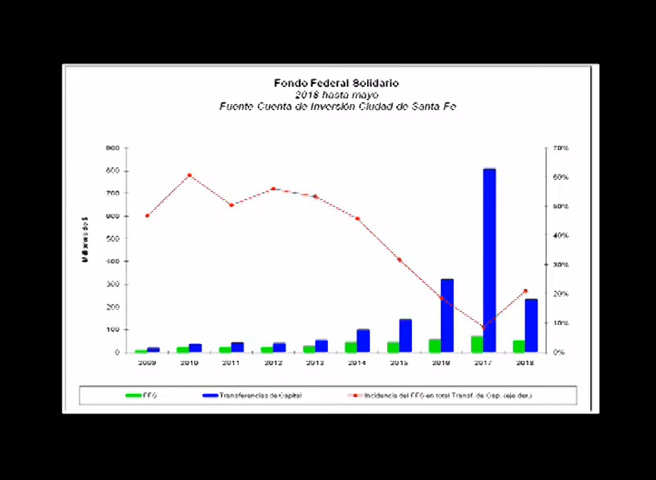 Fondo Federal Solidario
2018 hasta mayo
Fuente Cuenta de Inversión Ciudad de Santa Fe
900 70%
800 60%
700 50%
600 40%
500 30%
400 20%
300 10%
200 0%
100
0
Millones de $
2009 2010 2011 2012 2013 2014 2015 2016 2017 2018
FFS Transferencias de Capital Incidencia del FFS en total Transf. de Cap. (eje der.)